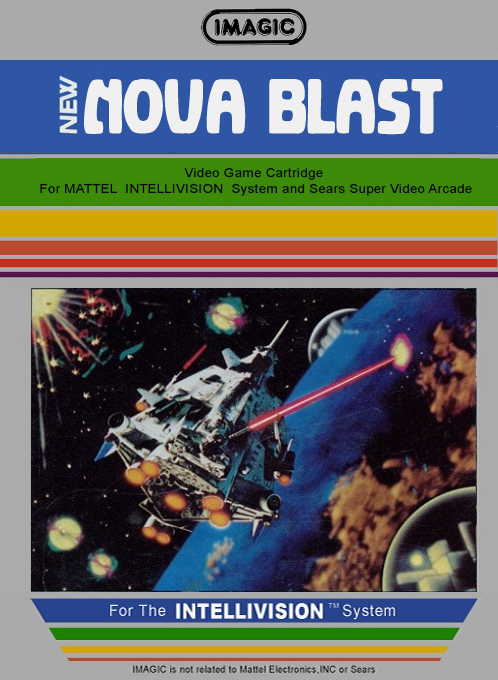 IMAGIC
NEW NOVA BLAST
Video Game Cartridge
For MATTEL INTELLIVISION System and Sears Super Video Arcade
For The INTELLIVISION™ System
IMAGIC is not related to Mattel Electronics,INC or Sears